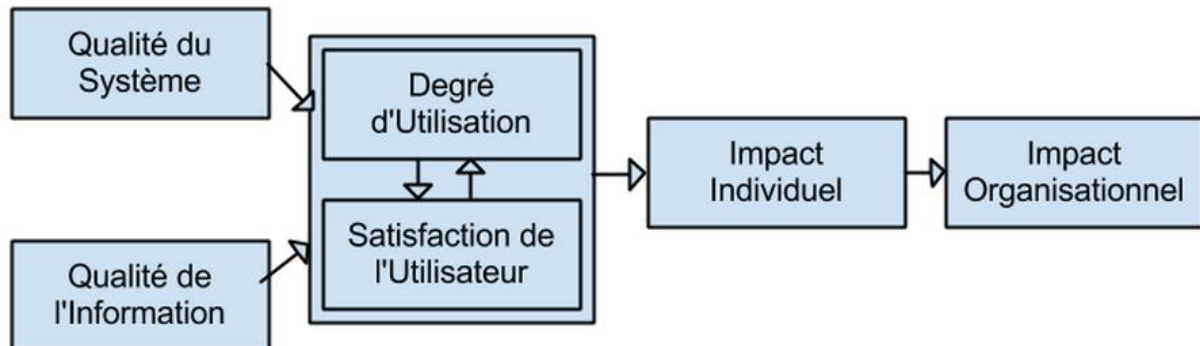 Qualité du
Système
Degré
d'Utilisation
Satisfaction de
l'Utilisateur
Qualité de
l'Information
Impact
Individuel
Impact
Organisationnel